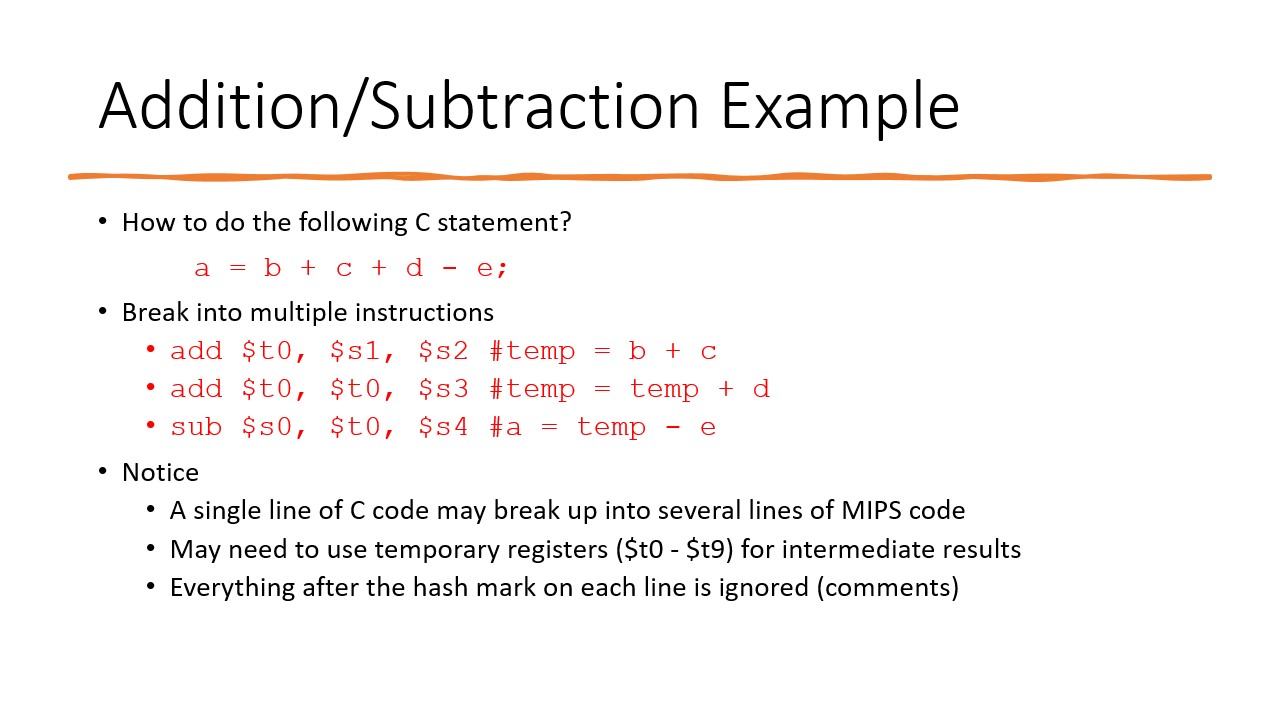 Addition/Subtraction Example
• How to do the following C statement?
a = b + c + d - e;
• Break into multiple instructions
• add $t0, $s1, $s2 #temp = b + c
• add $t0, $t0, $s3 #temp = temp + d
• sub $s0, $t0, $s4 #a = temp - e
• Notice
• A single line of C code may break up into several lines of MIPS code
• May need to use temporary registers ($t0 - $t9) for intermediate results
• Everything after the hash mark on each line is ignored (comments)